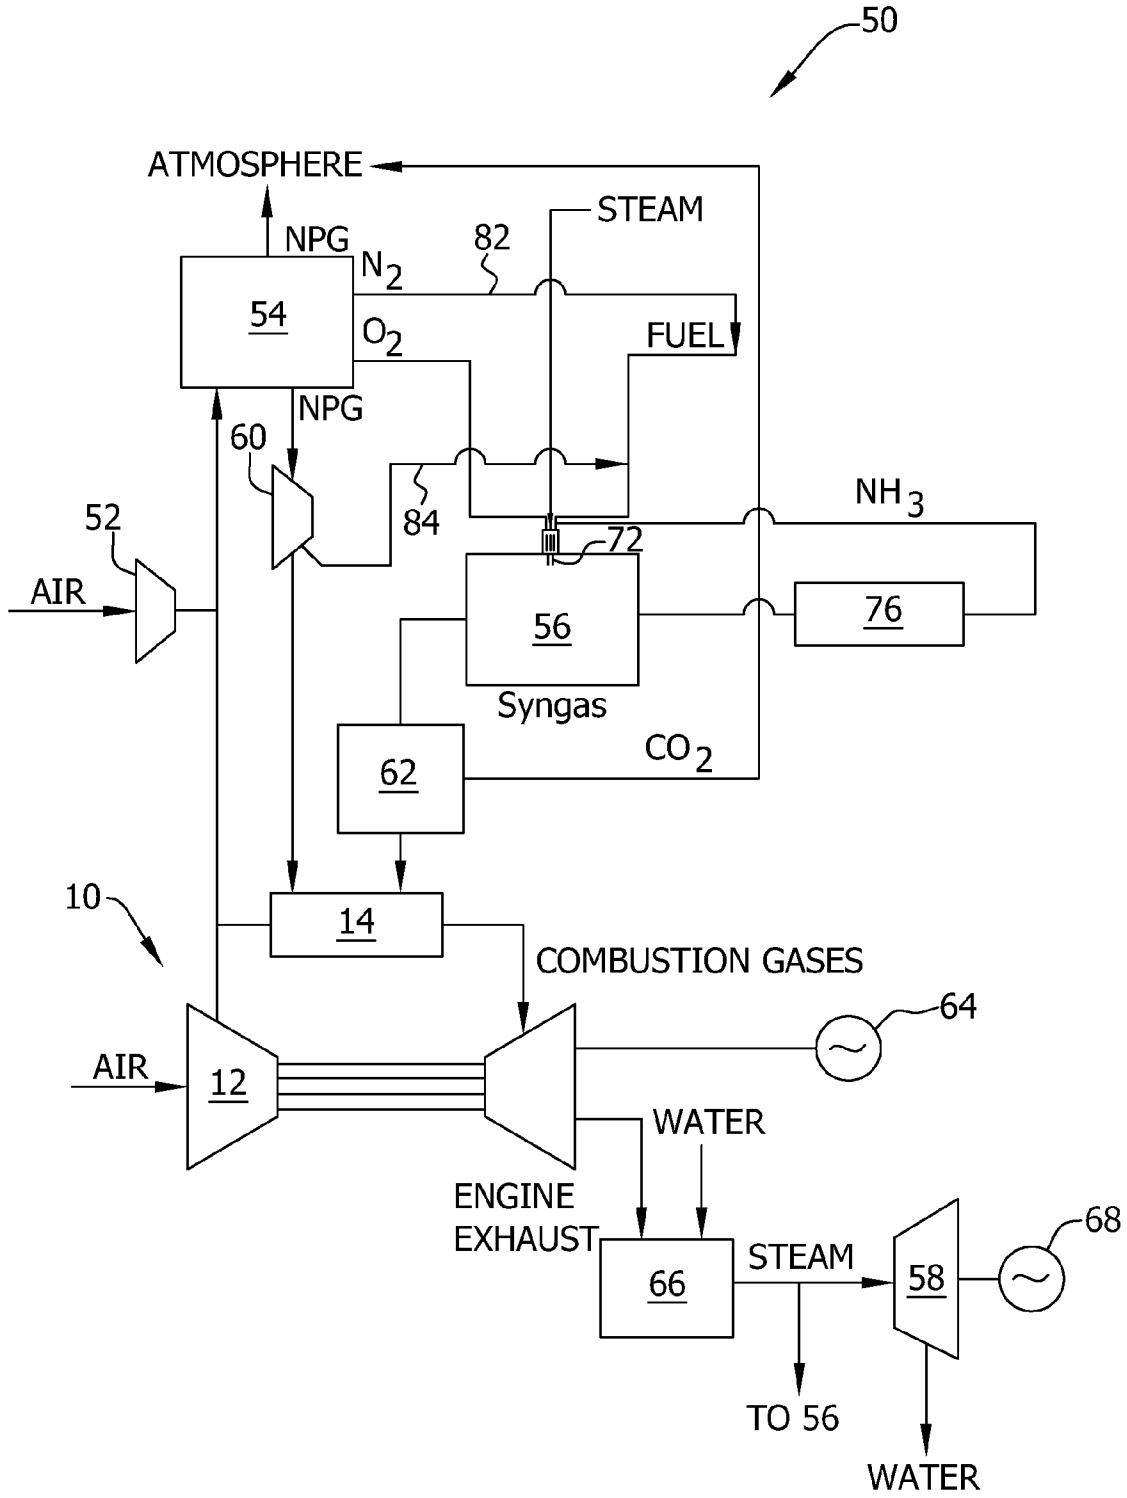 50
ATMOSPHERE
STEAM
NPG
N2
82
54
O2
FUEL
NPG
60
NH3
84
52
72
AIR
56
76
Syngas
CO2
62
10
14
COMBUSTION GASES
64
AIR
12
WATER
ENGINE
EXHAUST
68
STEAM
66
58
TO 56
WATER